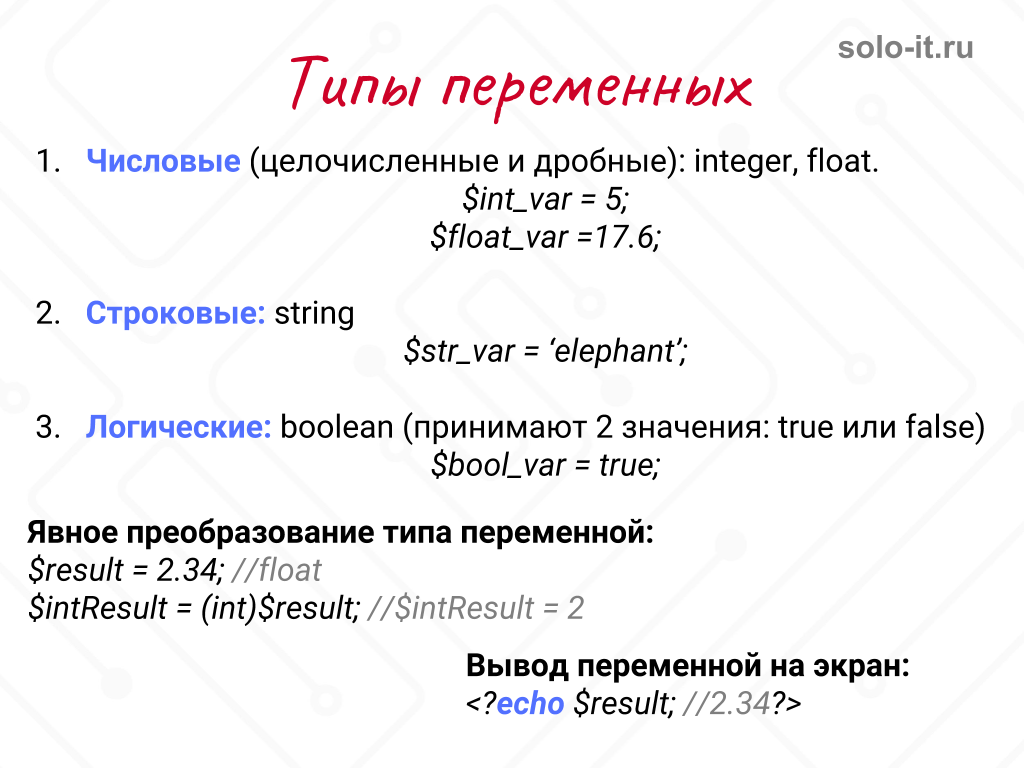 solo-it.ru
Типы переменных
1. Числовые (целочисленные и дробные): integer, float.
$int_var = 5;
$float_var =17.6;
2. Строковые: string
$str_var = ‘elephant’;
3. Логические: boolean (принимают 2 значения: true или false)
$bool_var = true;
Явное преобразование типа переменной:
$result = 2.34; //float
$intResult = (int)$result; //$intResult = 2
Вывод переменной на экран:
<?echo $result; //2.34?>